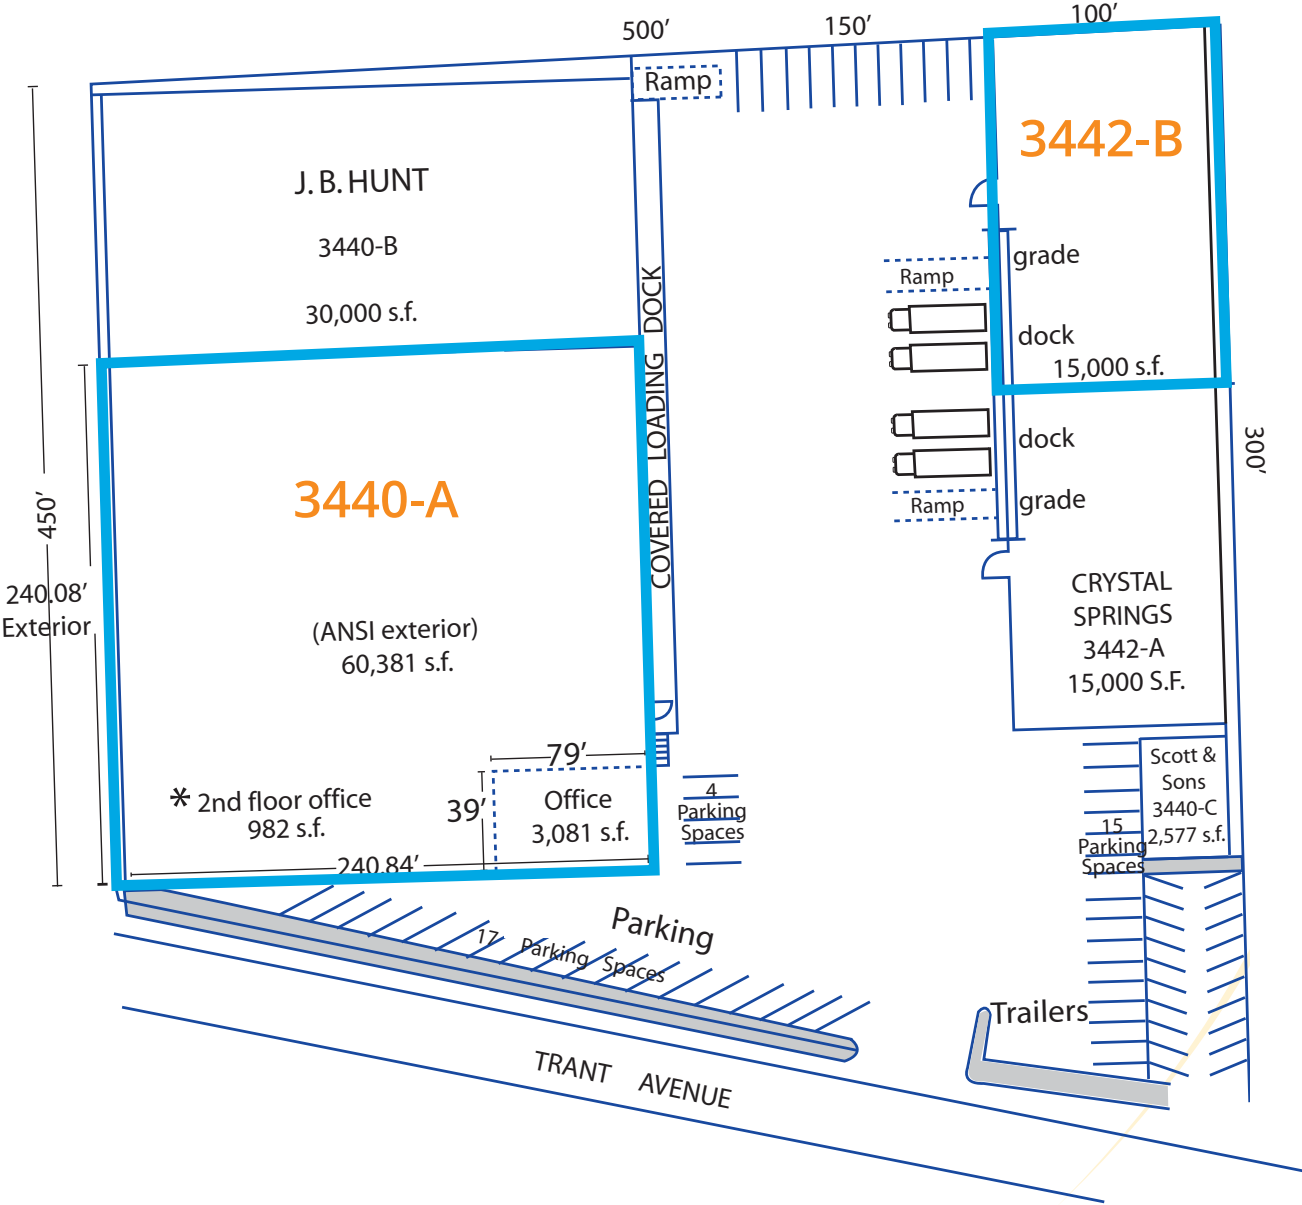 500’
150’
100’
Ramp
3442-B
J. B. HUNT
3440-B
30,000 s.f.
COVERED LOADING DOCK
grade
Ramp
dock
15,000 s.f.
dock
grade
Ramp
300’
450’
3440-A
240.08’
Exterior
(ANSI exterior)
60,381 s.f.
CRYSTAL
SPRINGS
3442-A
15,000 S.F.
79’
39’
Office
3,081 s.f.
* 2nd floor office
982 s.f.
240.84’
4
Parking
Spaces
Scott &
Sons
3440-C
2,577 s.f.
15
Parking
Spaces
Parking
17 Parking Spaces
Trailers
TRANT AVENUE